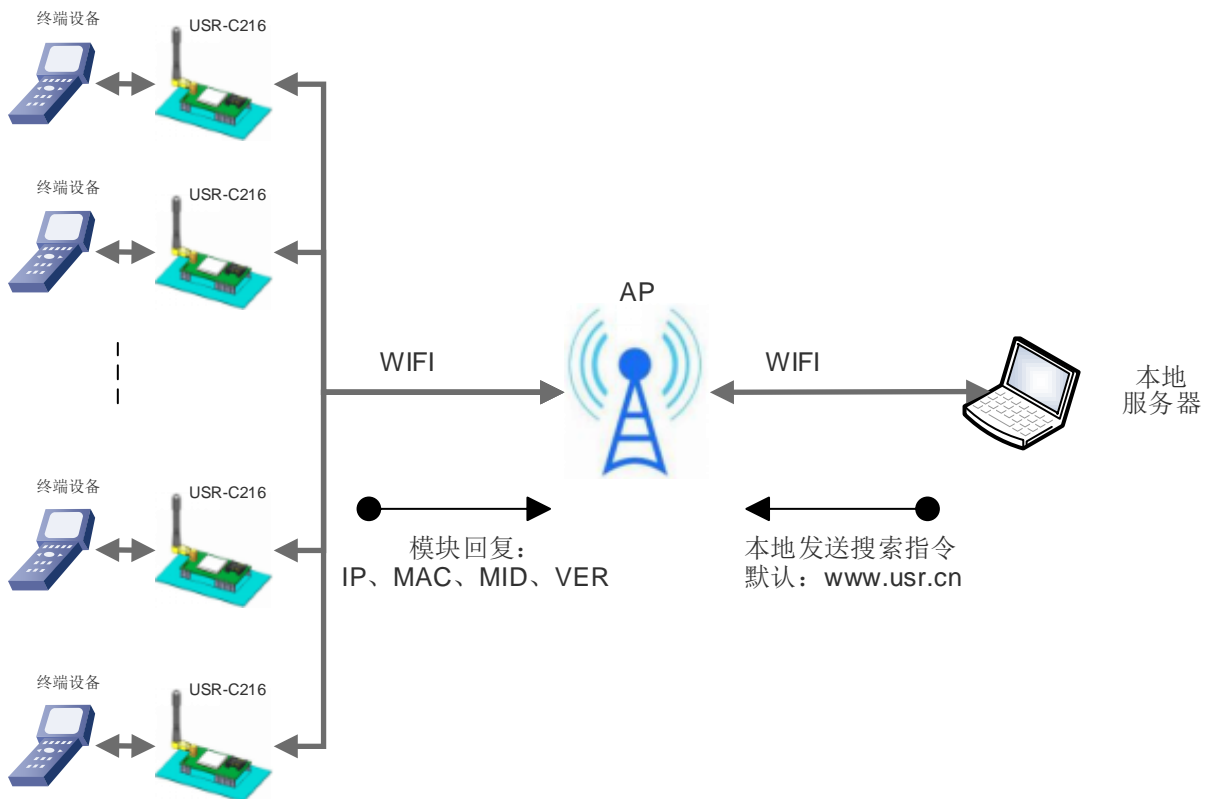 终端设备
USR-C216
终端设备
USR-C216
AP
WIFI
WIFI
本地
服务器
终端设备
USR-C216
模块回复：
IP、MAC、MID、VER
本地发送搜索指令
默认：www.usr.cn
终端设备
USR-C216